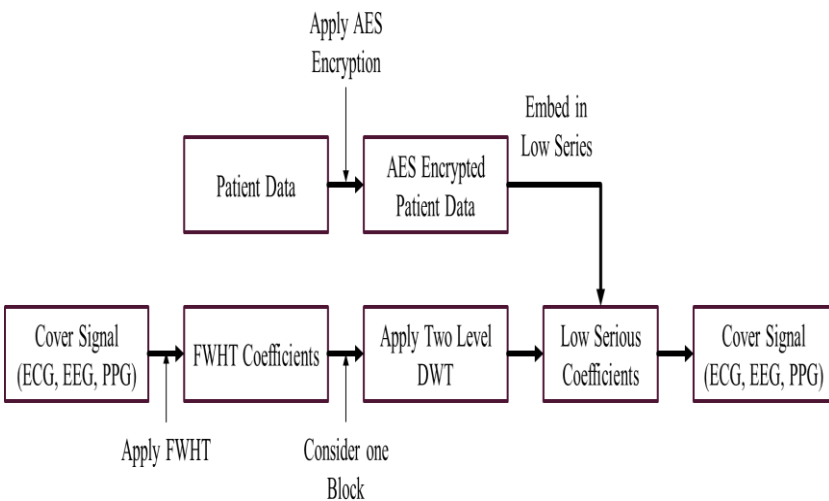 Apply AES
Encryption
Embed in
Low Series
Patient Data
AES Encrypted
Patient Data
Cover Signal
(ECG, EEG, PPG)
FWHT Coefficients
Apply Two Level
DWT
Low Serious
Coefficients
Cover Signal
(ECG, EEG, PPG)
Apply FWHT
Consider one
Block